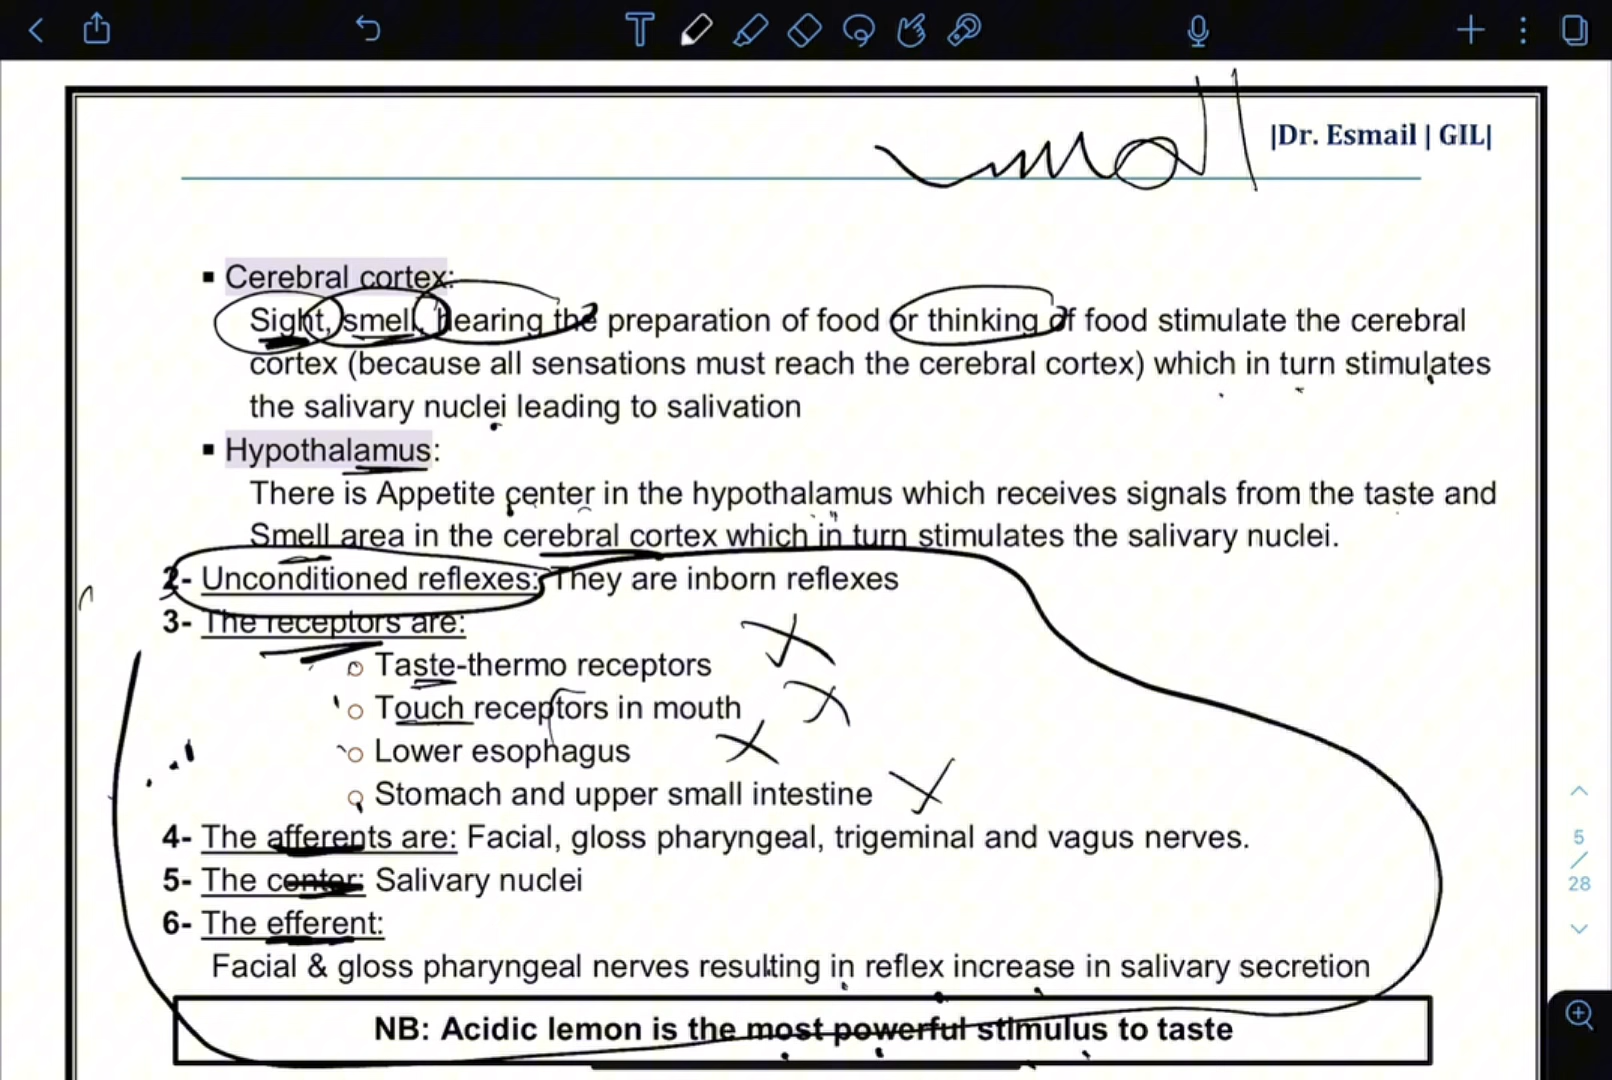 |Dr. Esmail | GIL|
▪ Cerebral cortex:
Sight, smell, hearing the preparation of food or thinking of food stimulate the cerebral
cortex (because all sensations must reach the cerebral cortex) which in turn stimulates
the salivary nuclei leading to salivation
▪ Hypothalamus:
There is Appetite center in the hypothalamus which receives signals from the taste and
Smell area in the cerebral cortex which in turn stimulates the salivary nuclei.
2- Unconditioned reflexes: They are inborn reflexes
3- The receptors are:
○ Taste-thermo receptors
○ Touch receptors in mouth
○ Lower esophagus
○ Stomach and upper small intestine
4- The afferents are: Facial, gloss pharyngeal, trigeminal and vagus nerves.
5- The center: Salivary nuclei
6- The efferent:
Facial & gloss pharyngeal nerves resulting in reflex increase in salivary secretion
NB: Acidic lemon is the most powerful stimulus to taste
5
/
28